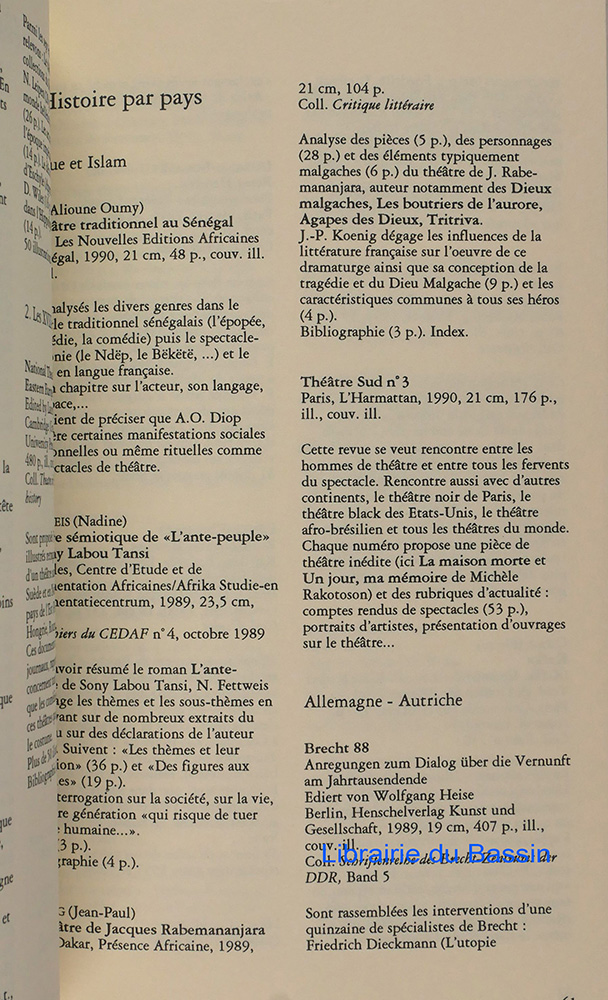 Histoire par pays
ue et Islam
Alioune Oumy)
âtre traditionnel au Sénégal
Les Nouvelles Editions Africaines
égal, 1990, 21 cm, 48 p., couv. ill.
l.
nalysés les divers genres dans le
le traditionnel sénégalais (l'épopée,
édie, la comédie) puis le spectacle-
nie (le Ndëp, le Bëkëtë, ...) et le
en langue française.
chapitre sur l'acteur, son langage,
ace,...
ient de préciser que A.O. Diop
ère certaines manifestations sociales
onnelles ou même rituelles comme
ctacles de théâtre.
EIS (Nadine)
e sémiotique de «L'ante-peuple»
ny Labou Tansi
les, Centre d'Etude et de
entation Africaines/Afrika Studie-en
nentatiecentrum, 1989, 23,5 cm,
iers du CEDAF n°4, octobre 1989
voir résumé le roman L'ante-
de Sony Labou Tansi, N. Fettweis
ge les thèmes et les sous-thèmes en
rant sur de nombreux extraits du
u sur des déclarations de l'auteur
Suivent : «Les thèmes et leur
ion» (36 p.) et «Des figures aux
es» (19 p.).
terrogation sur la société, sur la vie,
re génération «qui risque de tuer
humaine...».
3 p.).
graphie (4 p.).
G (Jean-Paul)
âtre de Jacques Rabemananjara
Dakar, Présence Africaine, 1989,
21 cm, 104 p.
Coll. Critique littéraire
Analyse des pièces (5 p.), des personnages
(28 p.) et des éléments typiquement
malgaches (6 p.) du théâtre de J. Rabe-
mananjara, auteur notamment des Dieux
malgaches, Les boutriers de l'aurore,
Agapes des Dieux, Tritriva.
J.-P. Koenig dégage les influences de la
littérature française sur l'oeuvre de ce
dramaturge ainsi que sa conception de la
tragédie et du Dieu Malgache (9 p.) et les
caractéristiques communes à tous ses héros
(4 p.).
Bibliographie (3 p.). Index.
Théâtre Sud n°3
Paris, L'Harmattan, 1990, 21 cm, 176 p.,
ill., couv. ill.
Cette revue se veut rencontre entre les
hommes de théâtre et entre tous les fervents
du spectacle. Rencontre aussi avec d'autres
continents, le théâtre noir de Paris, le
théâtre black des Etats-Unis, le théâtre
afro-brésilien et tous les théâtres du monde.
Chaque numéro propose une pièce de
théâtre inédite (ici La maison morte et
Un jour, ma mémoire de Michèle
Rakotoson) et des rubriques d'actualité :
comptes rendus de spectacles (53 p.),
portraits d'artistes, présentation d'ouvrages
sur le théâtre...
Allemagne - Autriche
Brecht 88
Anregungen zum Dialog über die Vernunft
am Jahrtausendende
Ediert von Wolfgang Heise
Berlin, Henschelverlag Kunst und
Gesellschaft, 1989, 19 cm, 407 p., ill.,
couv. ill.
Coll. Schriftenreihe des Brecht-Zentrums der
DDR, Band 5
Librairie du Bassin
Sont rassemblées les interventions d'une
quinzaine de spécialistes de Brecht :
Friedrich Dieckmann (L'utopie